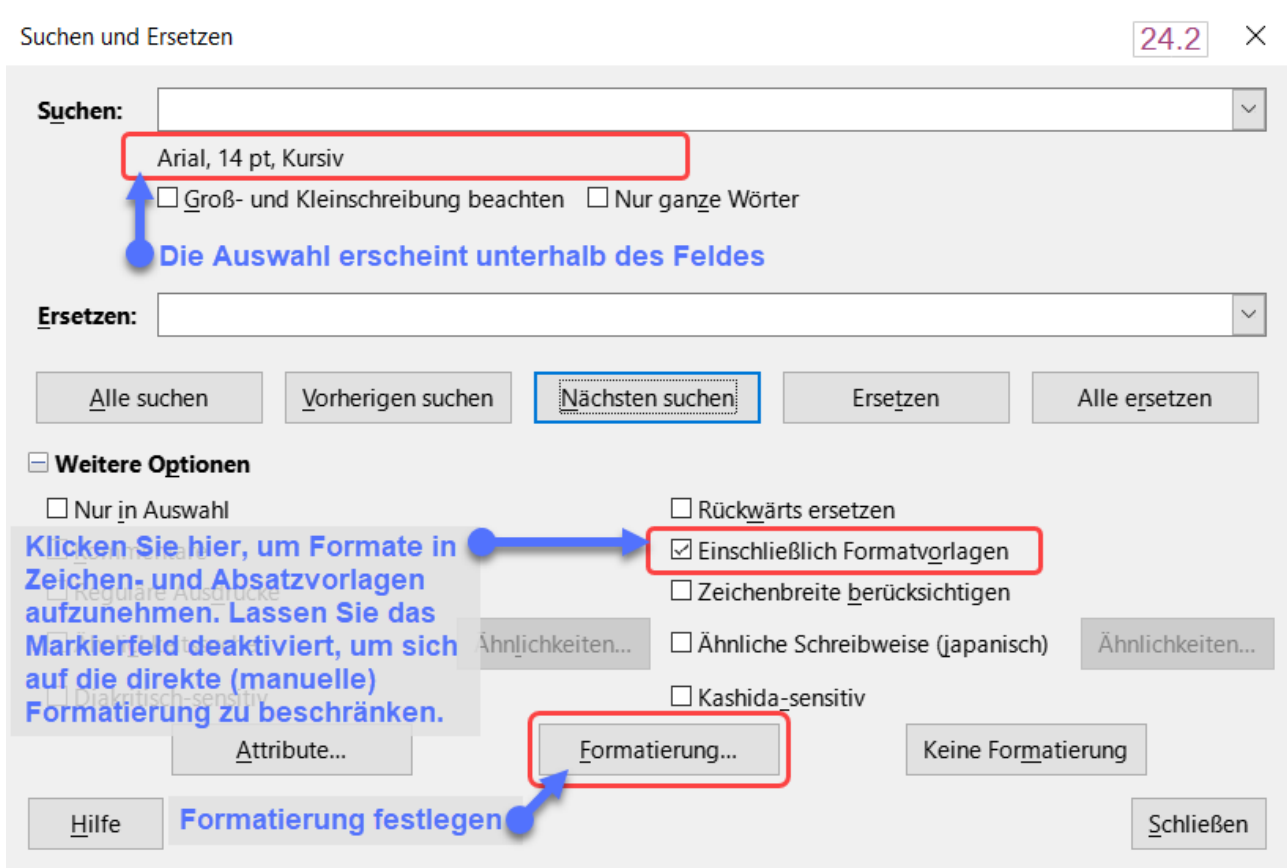 Suchen und Ersetzen 24.2
Suchen:
Arial, 14 pt, Kursiv
Groß- und Kleinschreibung beachten Nur ganze Wörter
Die Auswahl erscheint unterhalb des Feldes
Ersetzen:
Alle suchen Vorherigen suchen Nächsten suchen Ersetzen Alle ersetzen
Weitere Optionen
Nur in Auswahl Rückwärts ersetzen
Klicken Sie hier, um Formate in Einschließlich Formatvorlagen
Zeichen- und Absatzvorlagen
Reguläre Ausdrücke Zeichenbreite berücksichtigen
aufzunehmen. Lassen Sie das
Markierfeld deaktiviert, um sich Ähnlichkeiten... Ähnliche Schreibweise (japanisch) Ähnlichkeiten...
auf die direkte (manuelle)
Diakritisch-sensitiv Kashida-sensitiv
Formatierung zu beschränken.
Attribute... Formatierung... Keine Formatierung
Hilfe Formatierung festlegen Schließen